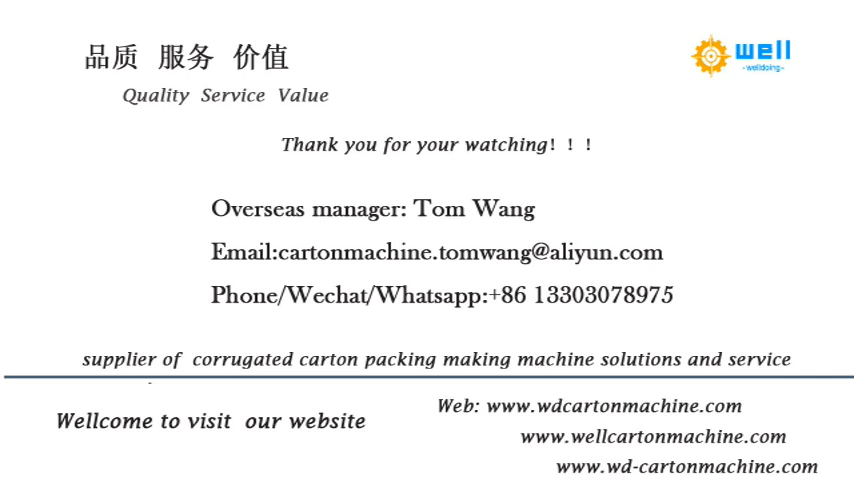 品质 服务 价值
well
-welldoing-
Quality Service Value
Thank you for your watching! ! !
Overseas manager: Tom Wang
Email:cartonmachine.tomwang@aliyun.com
Phone/Wechat/Whatsapp:+86 13303078975
supplier of corrugated carton packing making machine solutions and service
Wellcome to visit our website
Web: www.wdcartonmachine.com
www.wellcartonmachine.com
www.wd-cartonmachine.com